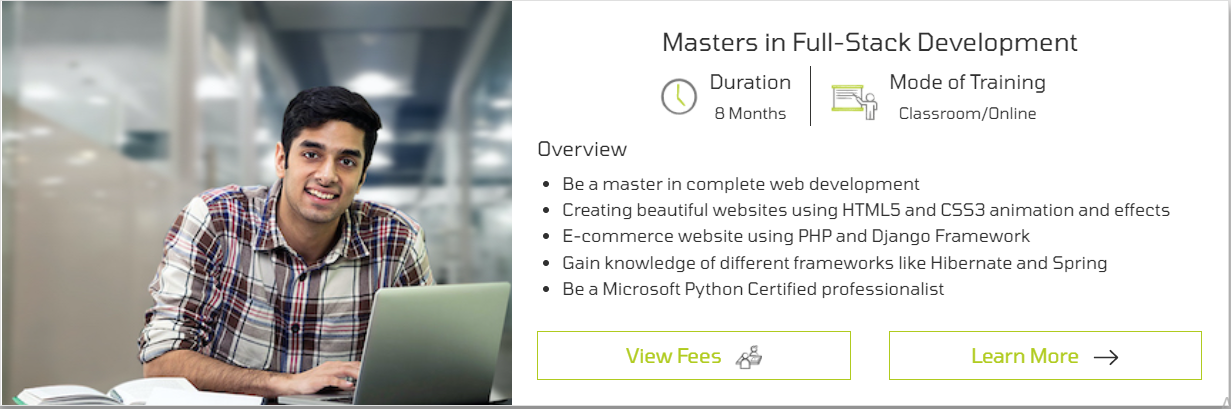 Masters in Full-Stack Development
Duration
8 Months
Mode of Training
Classroom/Online
Overview
Be a master in complete web development
Creating beautiful websites using HTML5 and CSS3 animation and effects
E-commerce website using PHP and Django Framework
Gain knowledge of different frameworks like Hibernate and Spring
Be a Microsoft Python Certified professionalist
View Fees
Learn More